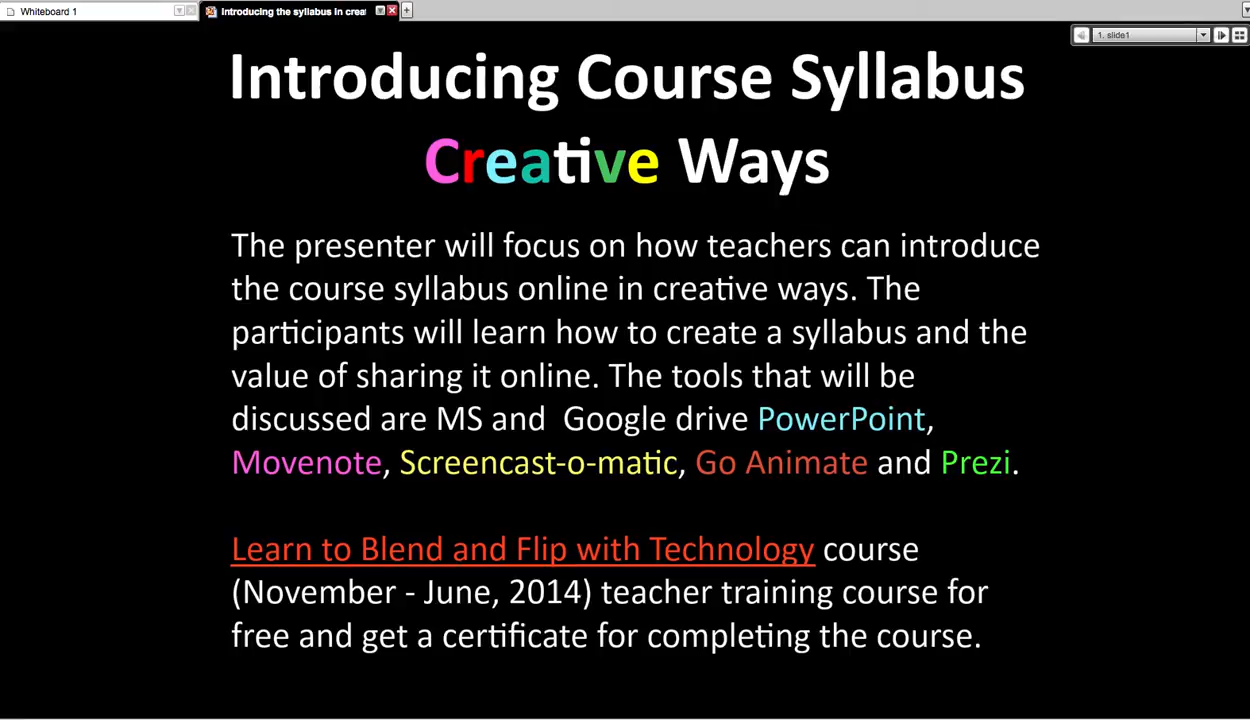 Whiteboard 1
Introducing the syllabus in crea
1. slide1
Introducing Course Syllabus
Creative Ways
The presenter will focus on how teachers can introduce
the course syllabus online in creative ways. The
participants will learn how to create a syllabus and the
value of sharing it online. The tools that will be
discussed are MS and  Google drive PowerPoint,
Movenote, Screencast-o-matic, Go Animate and Prezi.
Learn to Blend and Flip with Technology course
(November - June, 2014) teacher training course for
free and get a certificate for completing the course.